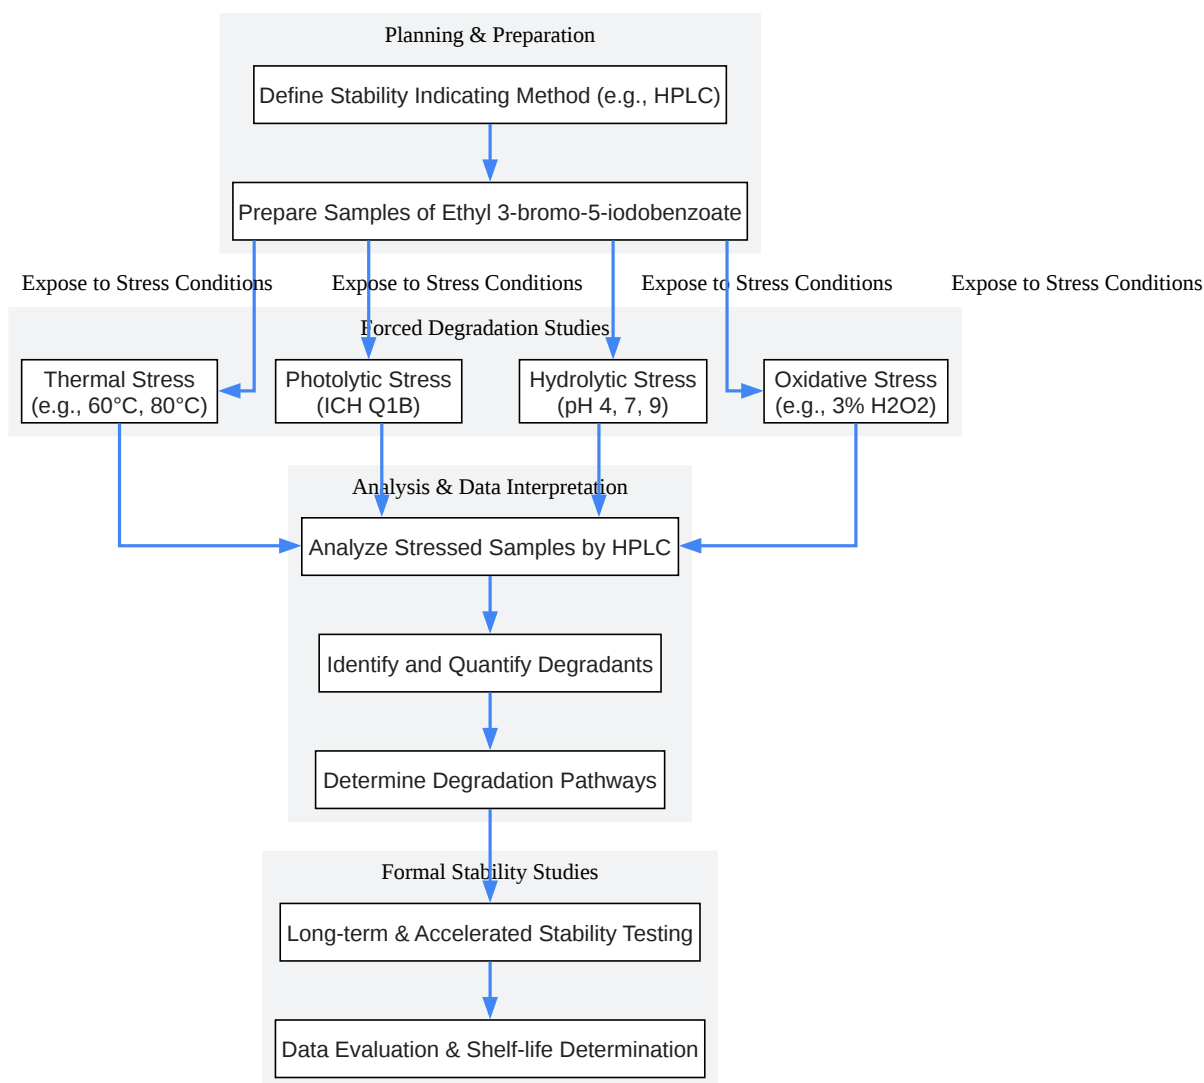 Planning & Preparation
Define Stability Indicating Method (e.g., HPLC)
Prepare Samples of Ethyl 3-bromo-5-iodobenzoate
Expose to Stress Conditions
Expose to Stress Conditions
Expose to Stress Conditions
Expose to Stress Conditions
Forced Degradation Studies
Thermal Stress
(e.g., 60°C, 80°C)
Photolytic Stress
(ICH Q1B)
Hydrolytic Stress
(pH 4, 7, 9)
Oxidative Stress
(e.g., 3% H2O2)
Analysis & Data Interpretation
Analyze Stressed Samples by HPLC
Identify and Quantify Degradants
Determine Degradation Pathways
Formal Stability Studies
Long-term & Accelerated Stability Testing
Data Evaluation & Shelf-life Determination